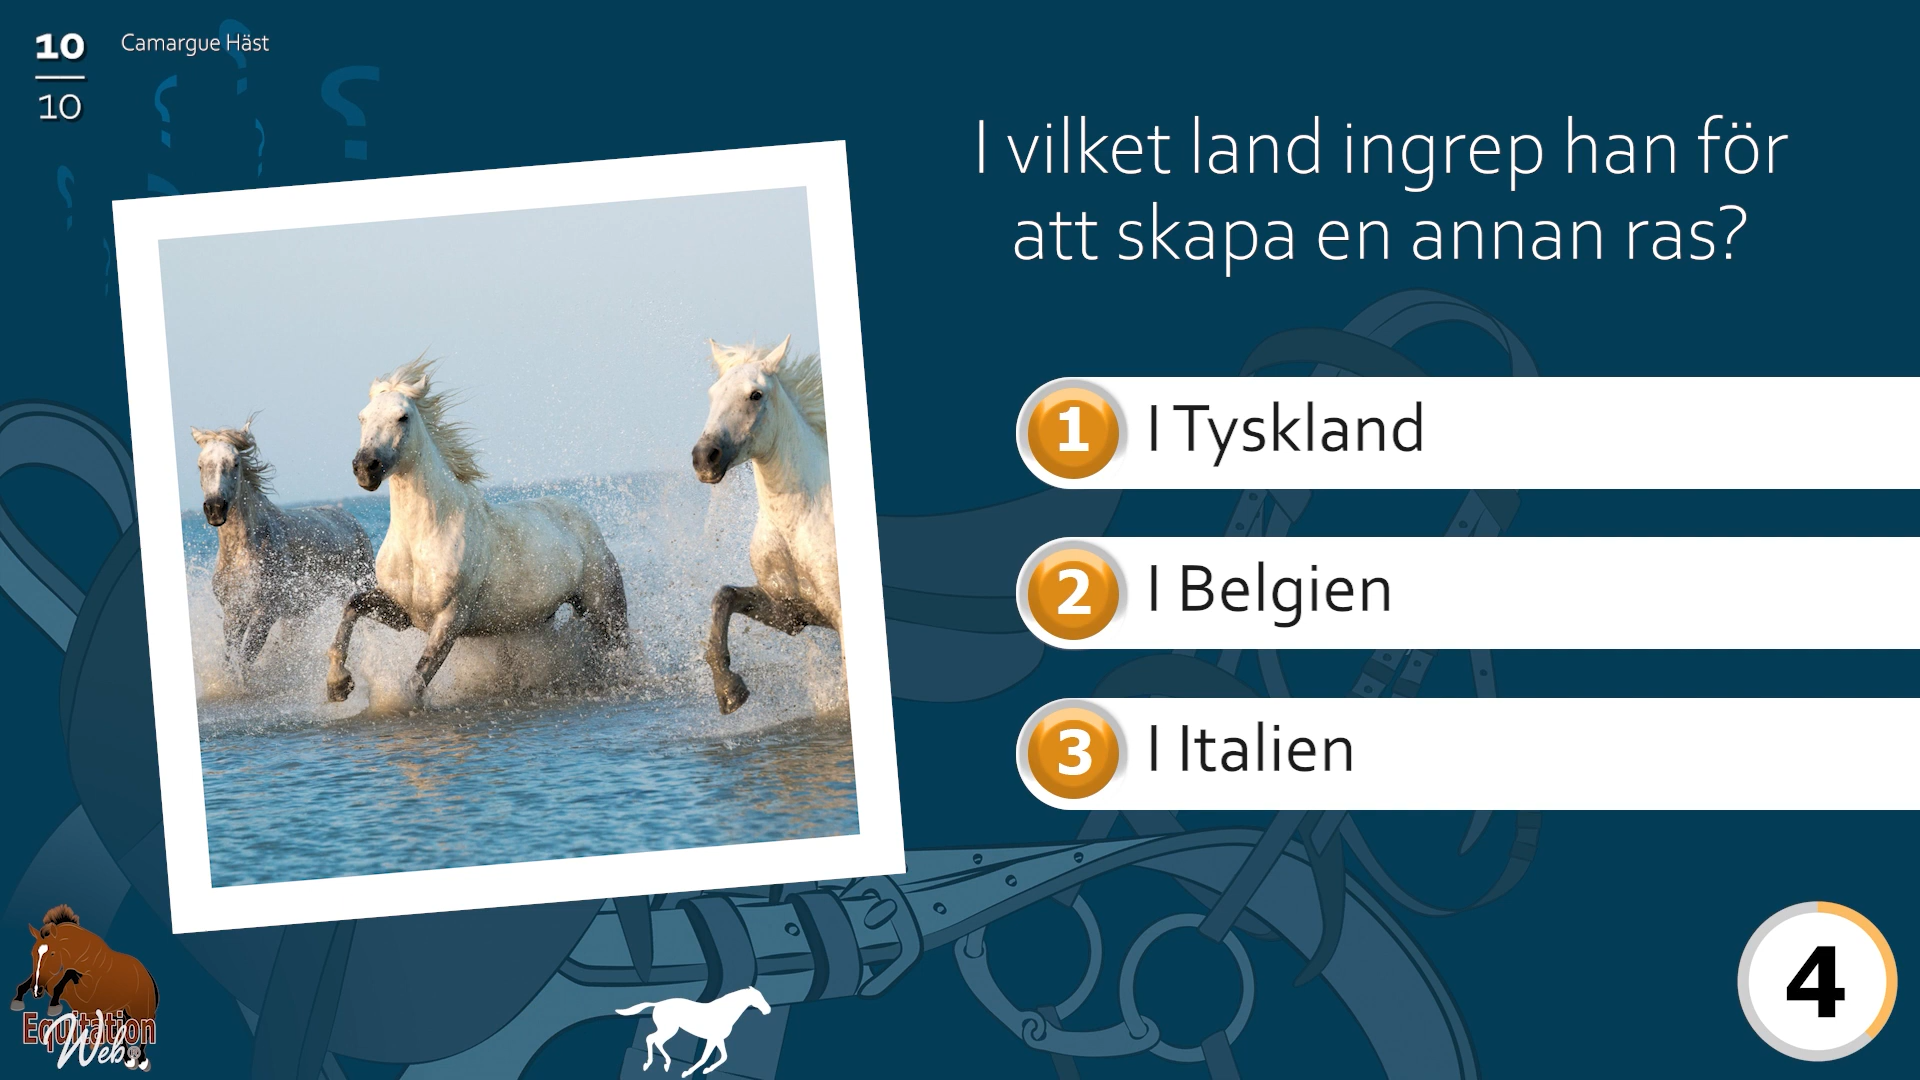 10
10
Camargue Häst
I vilket land ingrep han för
att skapa en annan ras?
1 I Tyskland
2 I Belgien
3 I Italien
4
Equitation
Web